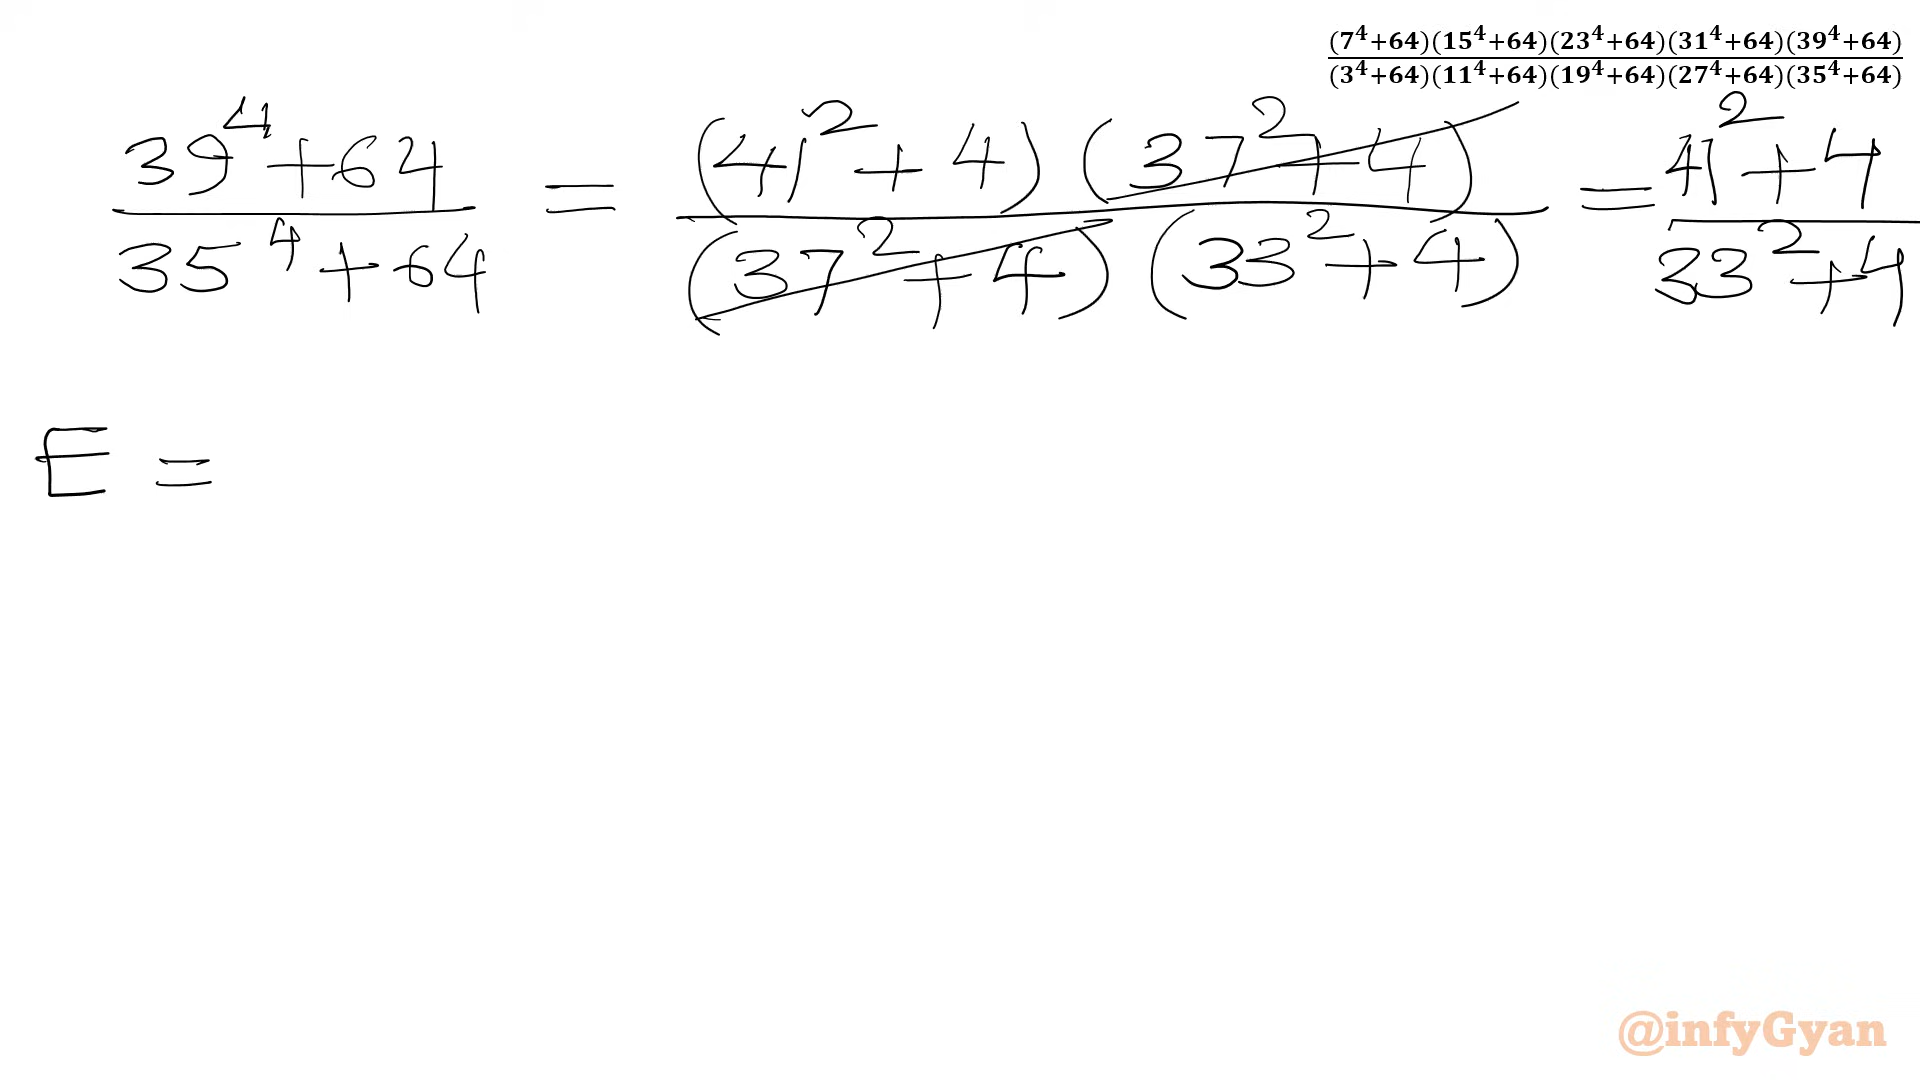 (7⁴+64)(15⁴+64)(23⁴+64)(31⁴+64)(39⁴+64)
(3⁴+64)(11⁴+64)(19⁴+64)(27⁴+64)(35⁴+64)
39⁴+64 = (41²+4)(37²+4) = 41²+4
35⁴+64 (37²+4)(33²+4) 33²+4
E =
@infyGyan